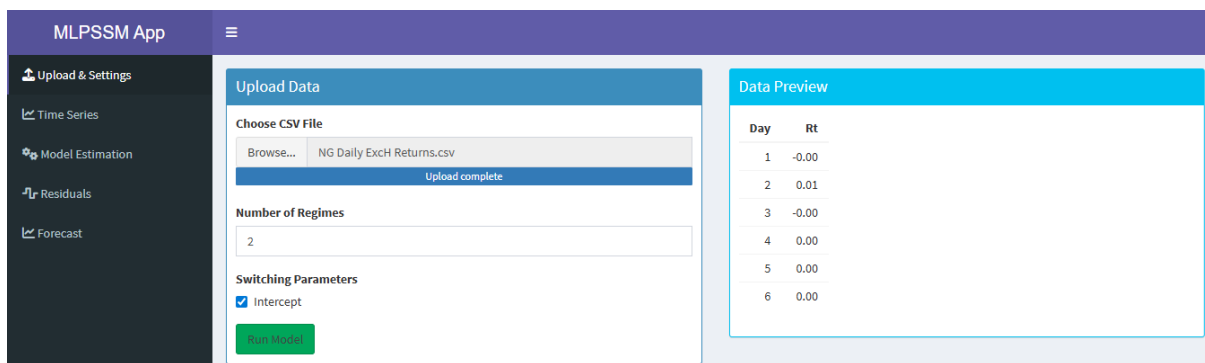 MLPSSM App
Upload & Settings
Time Series
Model Estimation
Residuals
Forecast
Upload Data
Choose CSV File
Browse... NG Daily ExcH Returns.csv
Upload complete
Number of Regimes
2
Switching Parameters
Intercept
Run Model
Data Preview
Day Rt
1 -0.00
2 0.01
3 -0.00
4 0.00
5 0.00
6 0.00